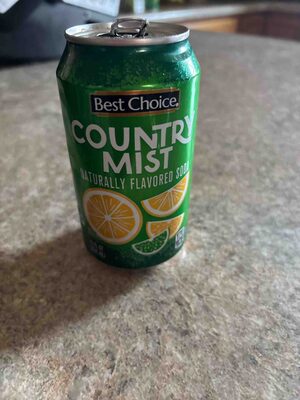 Best Choice®
COUNTRY
MIST
NATURALLY FLAVORED SODA